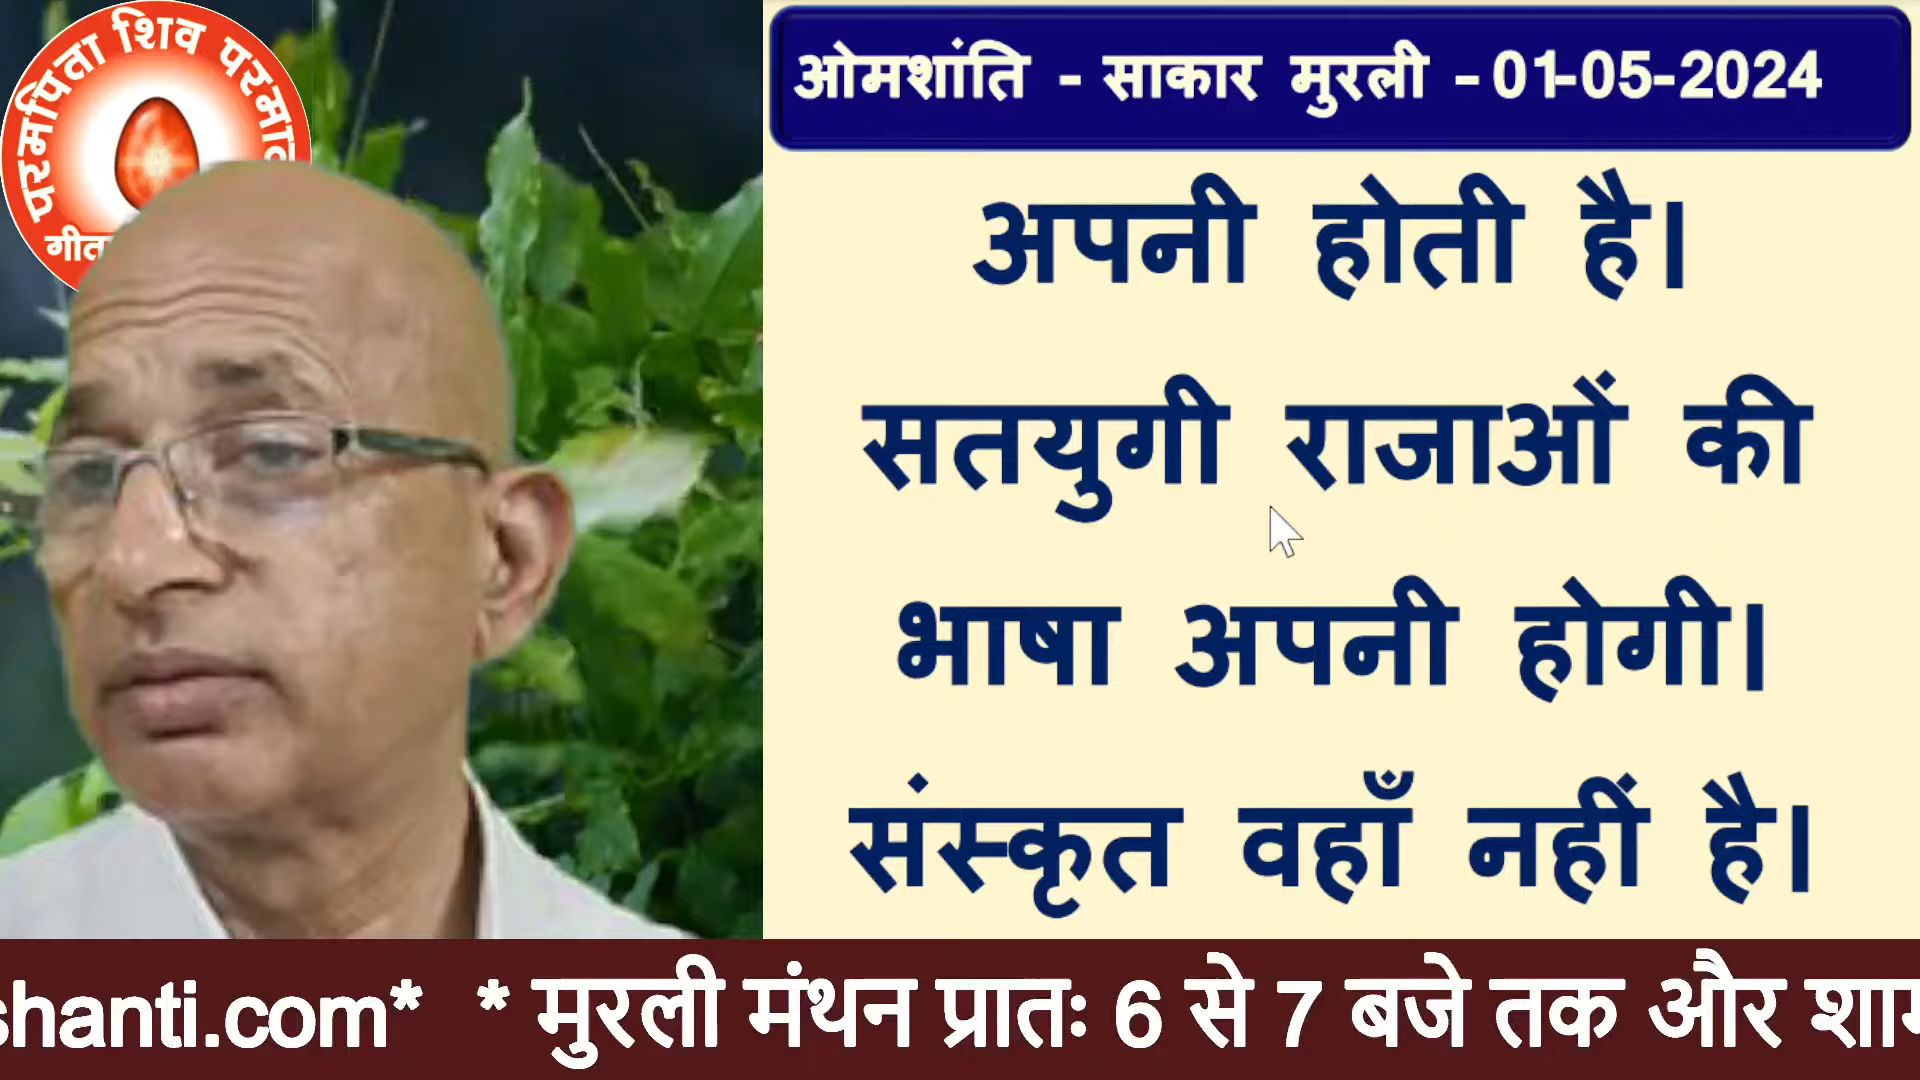 परमपिता शिव
गीत
ओमशांति - साकार मुरली - 01-05-2024
अपनी होती है।
सतयुगी राजाओं की
भाषा अपनी होगी।
संस्कृत वहाँ नहीं है।
shanti.com* * मुरली मंथन प्रातः 6 से 7 बजे तक और